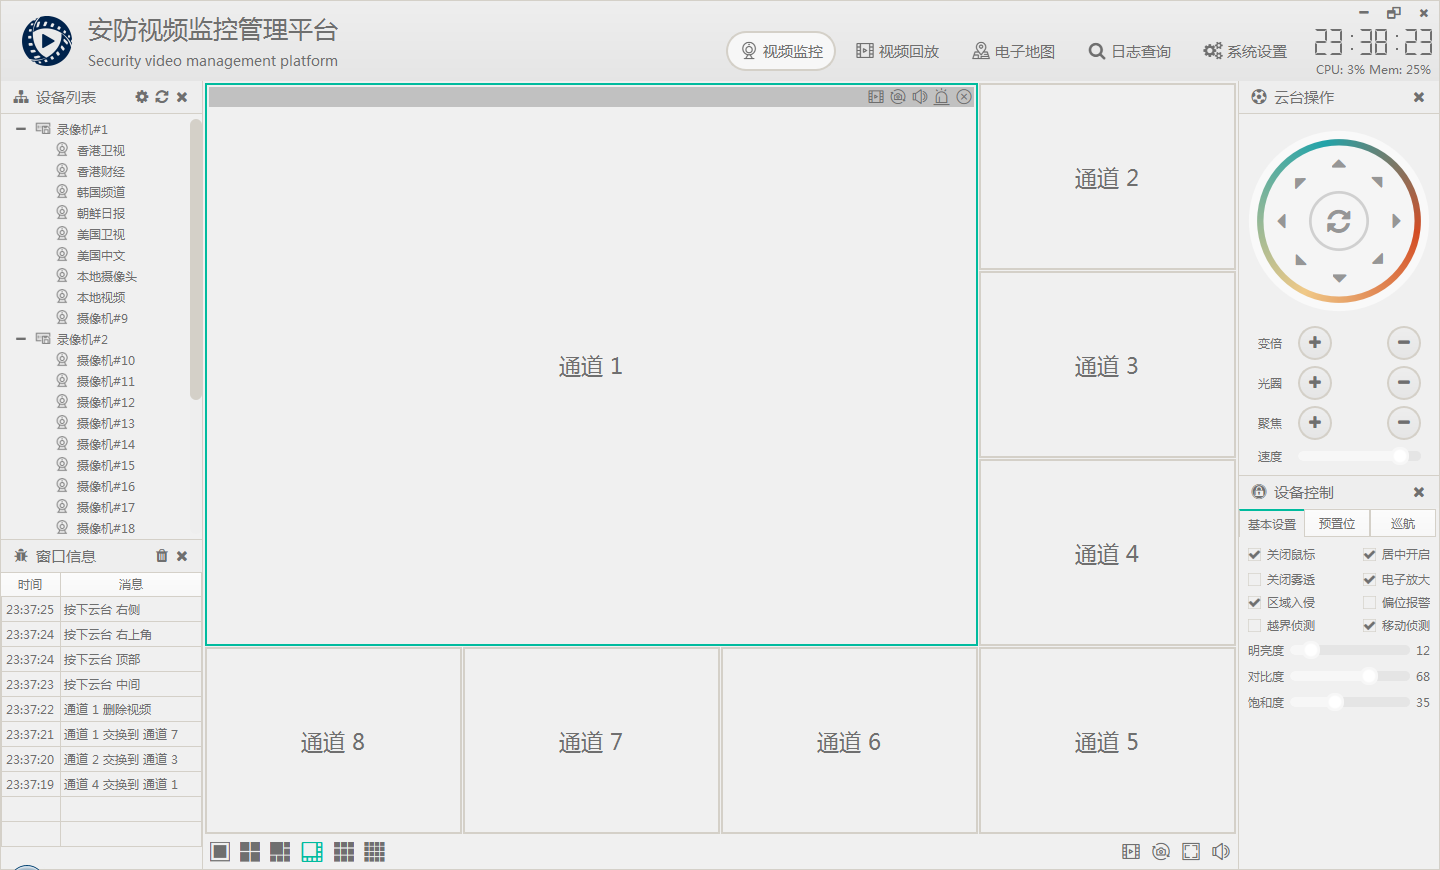 安防视频监控管理平台
Security video management platform
视频监控
视频回放
电子地图
日志查询
系统设置
23:38:23
CPU: 3% Mem: 25%
设备列表
录像机#1
香港卫视
香港财经
韩国频道
朝鲜日报
美国卫视
美国中文
本地摄像头
本地视频
摄像机#9
录像机#2
摄像机#10
摄像机#11
摄像机#12
摄像机#13
摄像机#14
摄像机#15
摄像机#16
摄像机#17
摄像机#18
窗口信息
时间 消息
23:37:25 按下云台 右侧
23:37:24 按下云台 右上角
23:37:24 按下云台 顶部
23:37:23 按下云台 中间
23:37:22 通道 1 删除视频
23:37:21 通道 1 交换到 通道 7
23:37:20 通道 2 交换到 通道 3
23:37:19 通道 4 交换到 通道 1
通道 1
通道 2
通道 3
通道 4
通道 8
通道 7
通道 6
通道 5
云台操作
变倍
光圈
聚焦
速度
设备控制
基本设置 预置位 巡航
关闭鼠标 居中开启
关闭雾透 电子放大
区域入侵 偏位报警
越界侦测 移动侦测
明亮度 12
对比度 68
饱和度 35